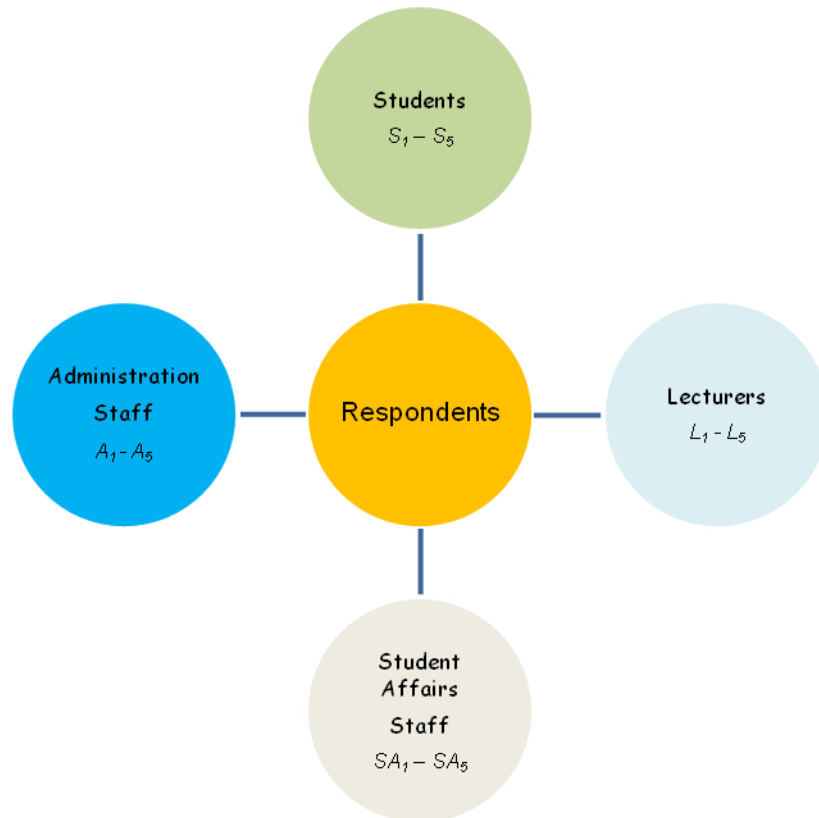 Students
S₁ – S₅
Administration
Staff
A₁ - A₅
Respondents
Lecturers
L₁ - L₅
Student
Affairs
Staff
SA₁ – SA₅